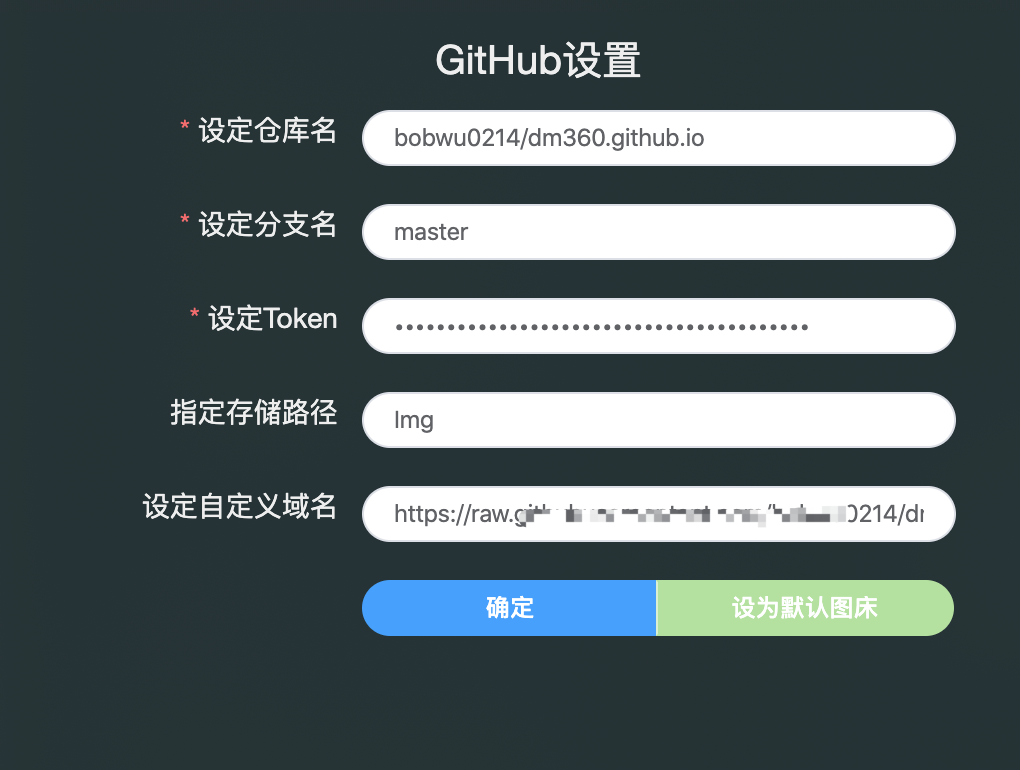 GitHub设置
* 设定仓库名
bobwu0214/dm360.github.io
* 设定分支名
master
* 设定Token
指定存储路径
Img
设定自定义域名
https://raw.
0214/dr
确定
设为默认图床